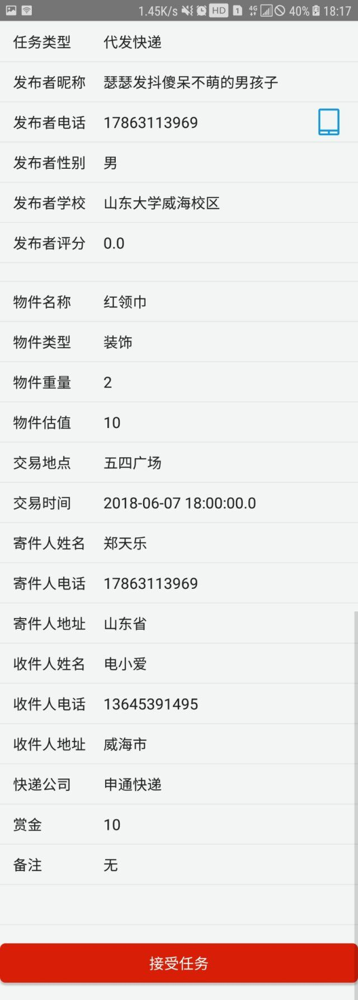 1.45K/s HD 1 4G 40% 18:17
任务类型 代发快递
发布者昵称 瑟瑟发抖傻呆不萌的男孩子
发布者电话 17863113969
发布者性别 男
发布者学校 山东大学威海校区
发布者评分 0.0
物件名称 红领巾
物件类型 装饰
物件重量 2
物件估值 10
交易地点 五四广场
交易时间 2018-06-07 18:00:00.0
寄件人姓名 郑天乐
寄件人电话 17863113969
寄件人地址 山东省
收件人姓名 电小爱
收件人电话 13645391495
收件人地址 威海市
快递公司 申通快递
赏金 10
备注 无
接受任务